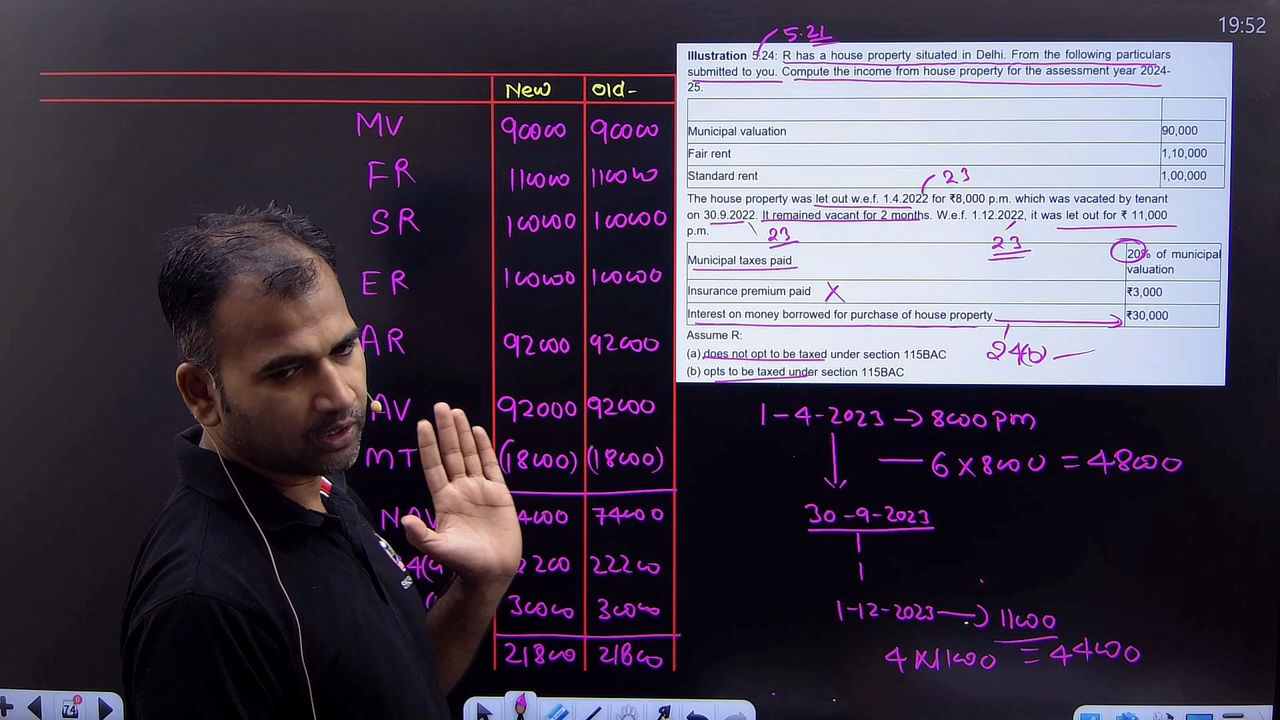 19:52
5.21
Illustration 5.24: R has a house property situated in Delhi. From the following particulars
submitted to you. Compute the income from house property for the assessment year 2024-
25.
Municipal valuation 90,000
Fair rent 1,10,000
Standard rent 1,00,000
23
The house property was let out w.e.f. 1.4.2022 for ₹8,000 p.m. which was vacated by tenant
on 30.9.2022. It remained vacant for 2 months. W.e.f. 1.12.2022, it was let out for ₹ 11,000
p.m.
23 23
Municipal taxes paid 20% of municipal
valuation
Insurance premium paid X ₹3,000
Interest on money borrowed for purchase of house property ₹30,000
Assume R:
(a) does not opt to be taxed under section 115BAC
(b) opts to be taxed under section 115BAC
New Old-
MV 90000 90000
FR 110000 110000
SR 100000 100000
ER 100000 100000
AR 92000 92000
AV 92000 92000
MT (18000) (18000)
74000
22200
30000 30000
21800 21800
1-4-2023 → 8000 pm
6 × 8000 = 48000
30-9-2023
1-12-2023 → 11000
4 × 11000 = 44000
74